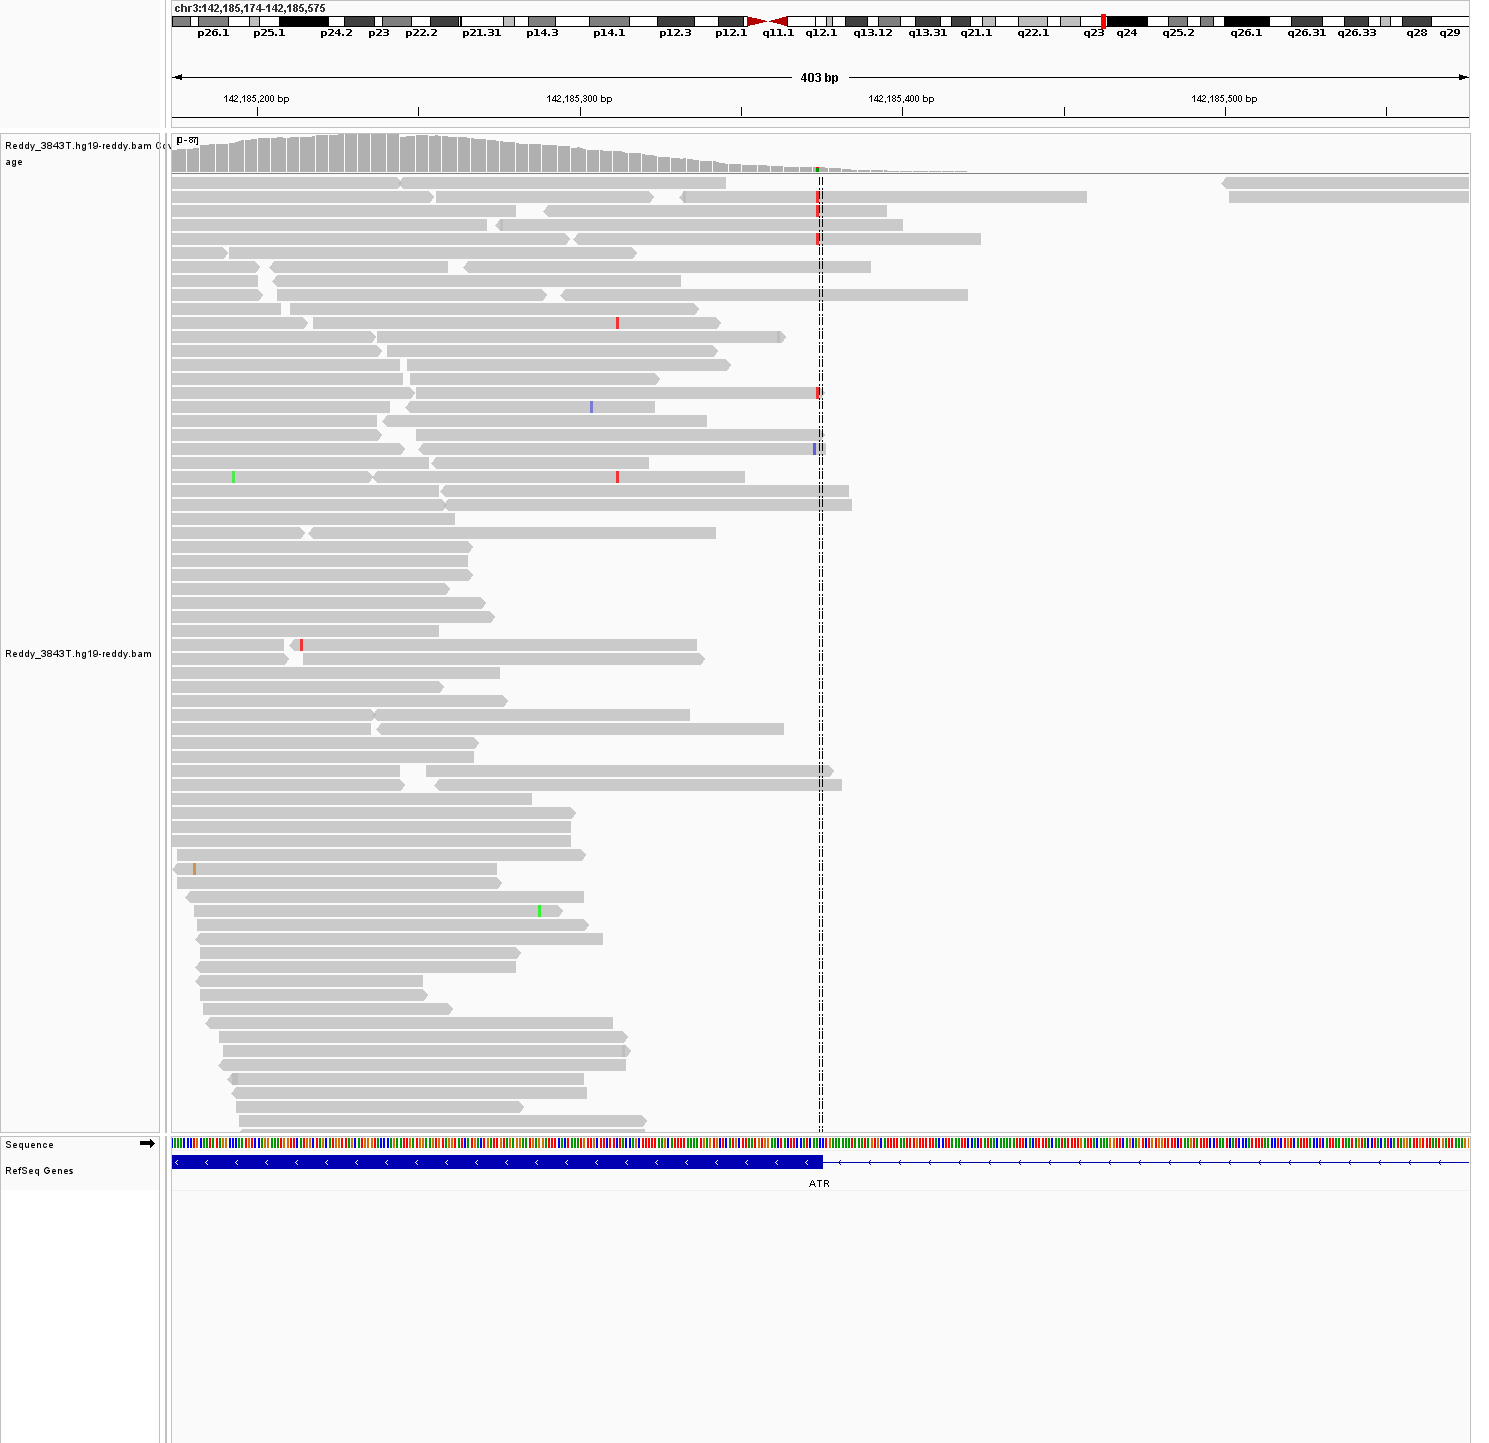 chr3:142,185,174-142,185,575
p26.1 p25.1 p24.2 p23 p22.2 p21.31 p14.3 p14.1 p12.3 p12.1 q11.1 q12.1 q13.12 q13.31 q21.1 q22.1 q23 q24 q25.2 q26.1 q26.31 q26.33 q28 q29
403 bp
142,185,200 bp 142,185,300 bp 142,185,400 bp 142,185,500 bp
[0 - 87]
Reddy_3843T.hg19-reddy.bam Cov
age
Reddy_3843T.hg19-reddy.bam
Sequence
RefSeq Genes
ATR